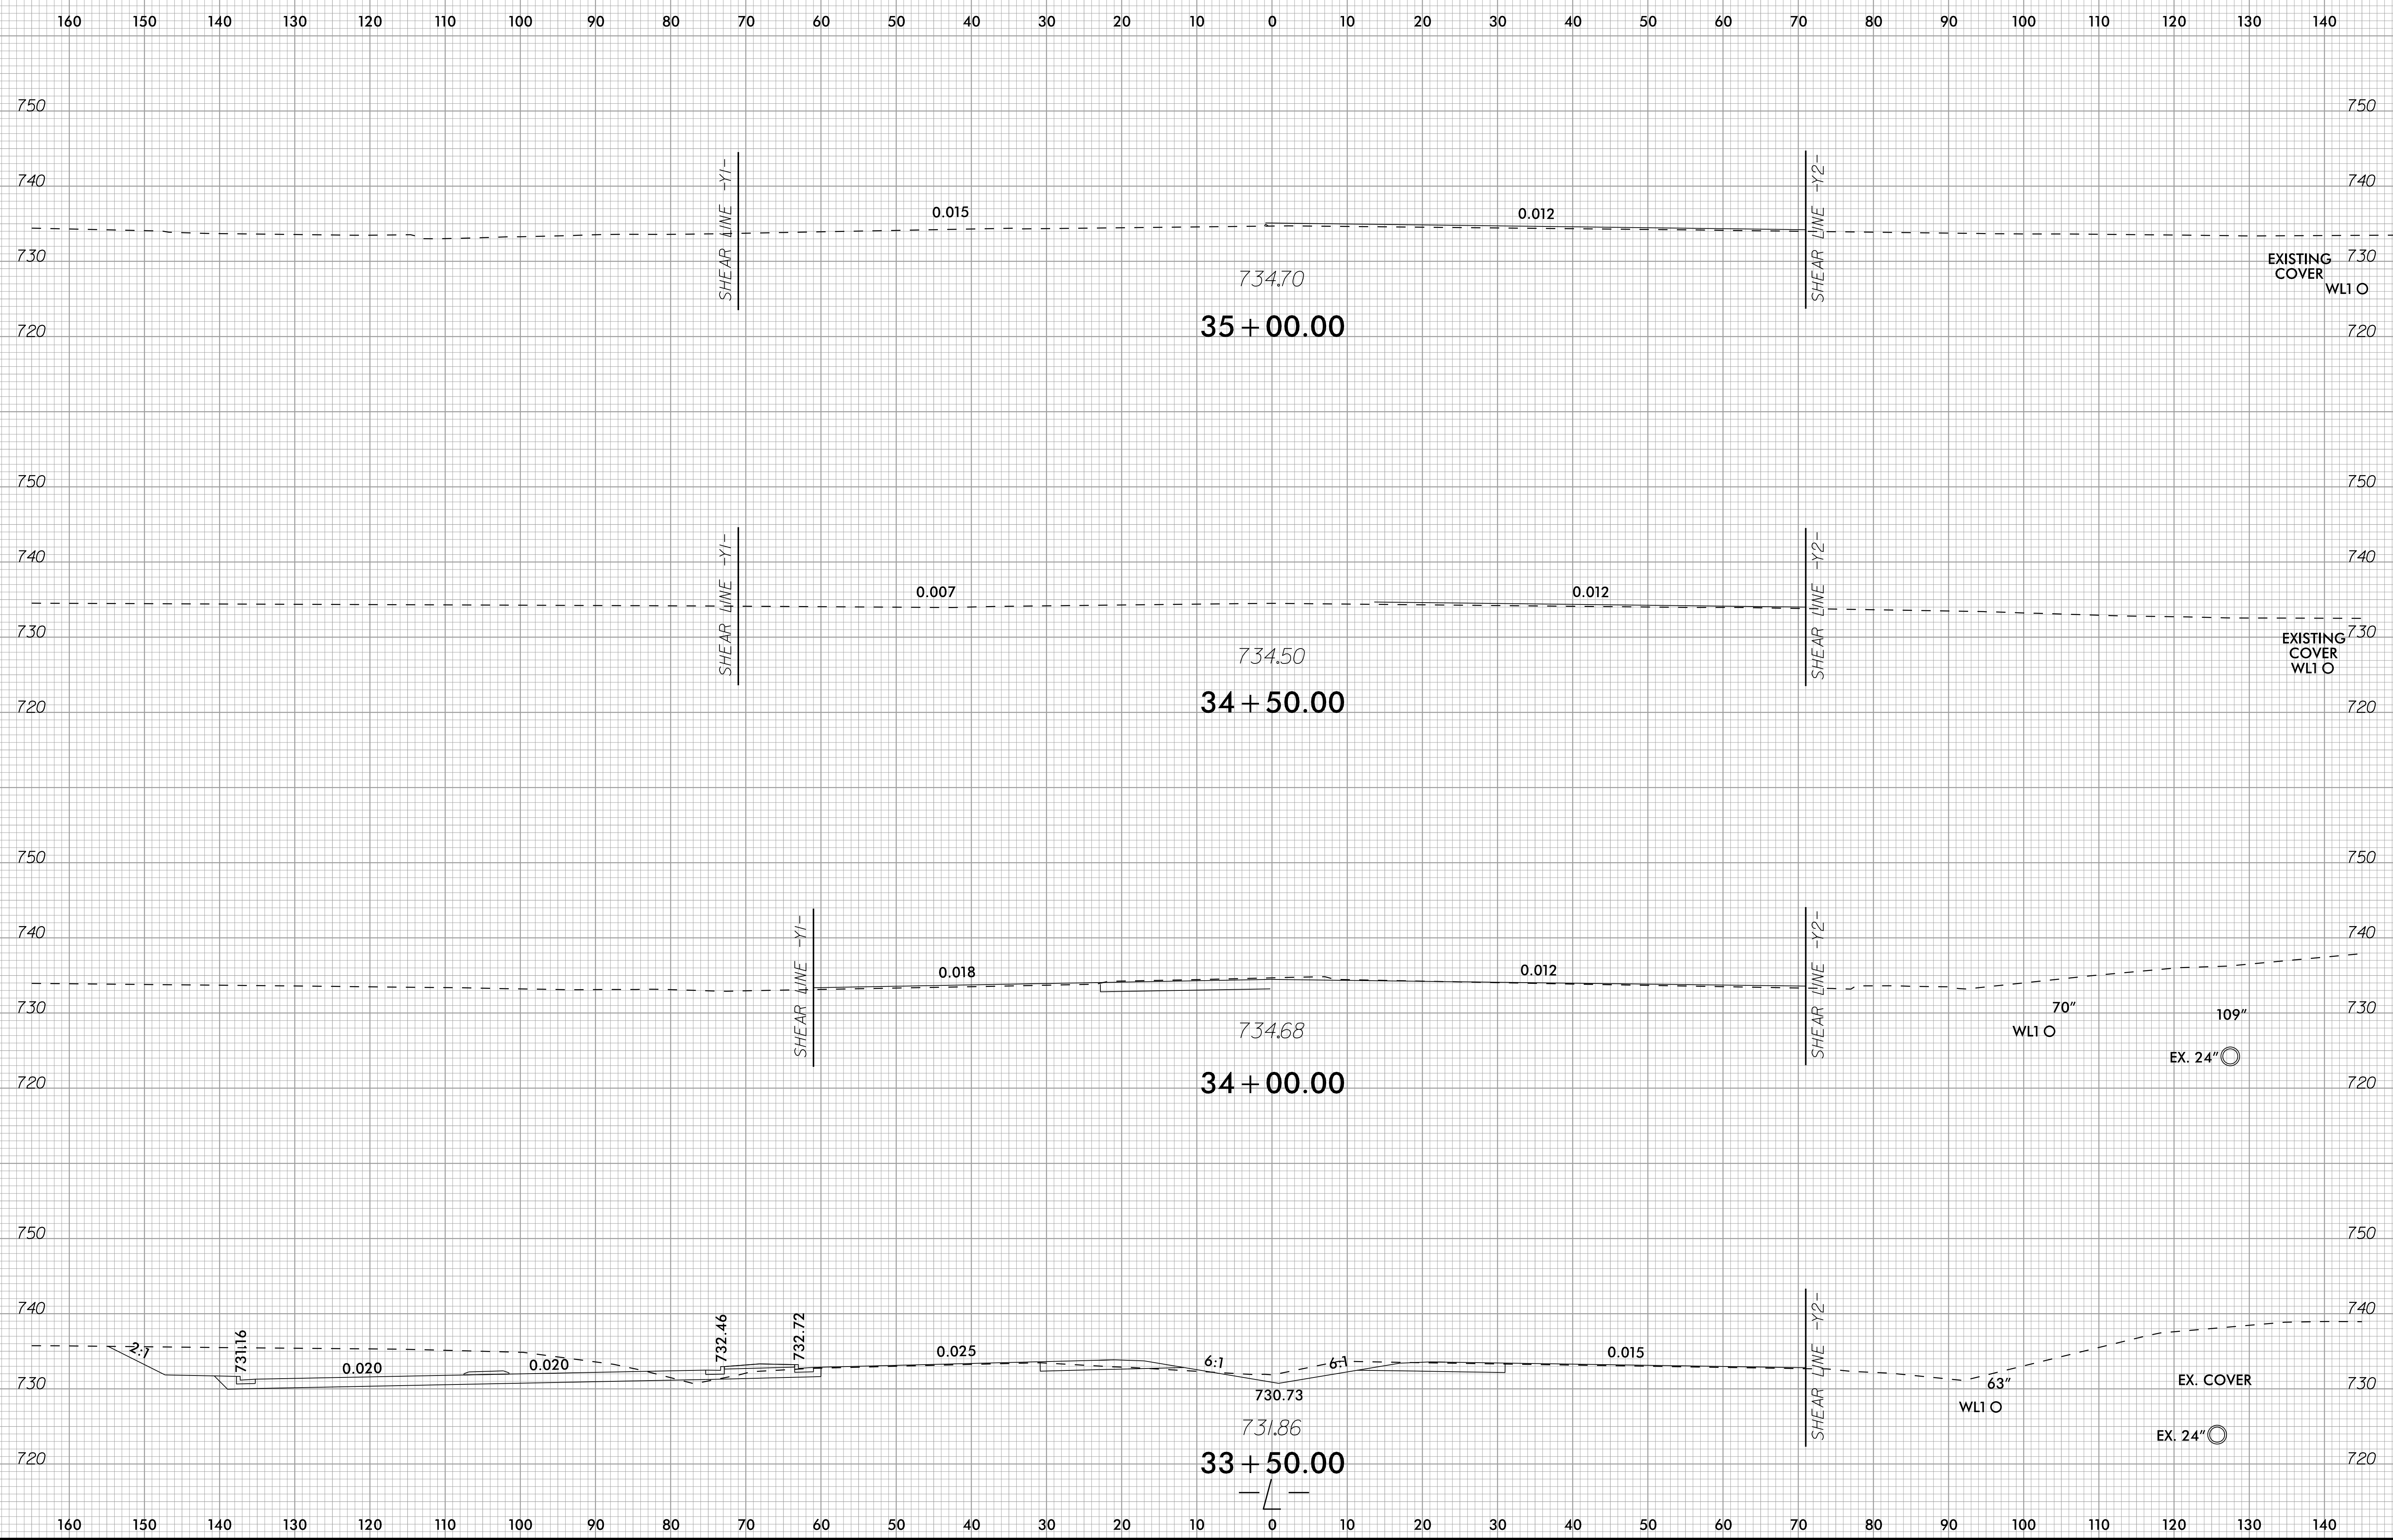 160 150 140 130 120 110 100 90 80 70 60 50 40 30 20 10 0 10 20 30 40 50 60 70 80 90 100 110 120 130 140
750 750
740 740
SHEAR LINE -Y1-
SHEAR LINE -Y2-
0.015 0.012
730 730
EXISTING
COVER
WL1
734.70
35+00.00
720 720
750 750
740 740
SHEAR LINE -Y1-
SHEAR LINE -Y2-
0.007 0.012
730 730
EXISTING
COVER
WL1
734.50
34+50.00
720 720
750 750
740 740
SHEAR LINE -Y1-
SHEAR LINE -Y2-
0.018 0.012
730 730
70" 109"
WL1
EX. 24"
734.68
34+00.00
720 720
750 750
740 740
SHEAR LINE -Y2-
2:1 731.16 0.020 0.020 732.46 732.72 0.025 6:1 6:1 0.015
730 730
63" EX. COVER
WL1
EX. 24"
730.73
731.86
33+50.00
720 720
-L-
160 150 140 130 120 110 100 90 80 70 60 50 40 30 20 10 0 10 20 30 40 50 60 70 80 90 100 110 120 130 140